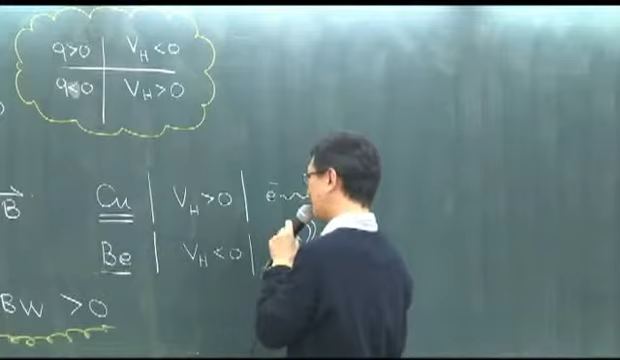 q>0 | V_H<0
q<0 | V_H>0
B
Cu | V_H>0 | e⁻
Be | V_H<0 |
BW >0